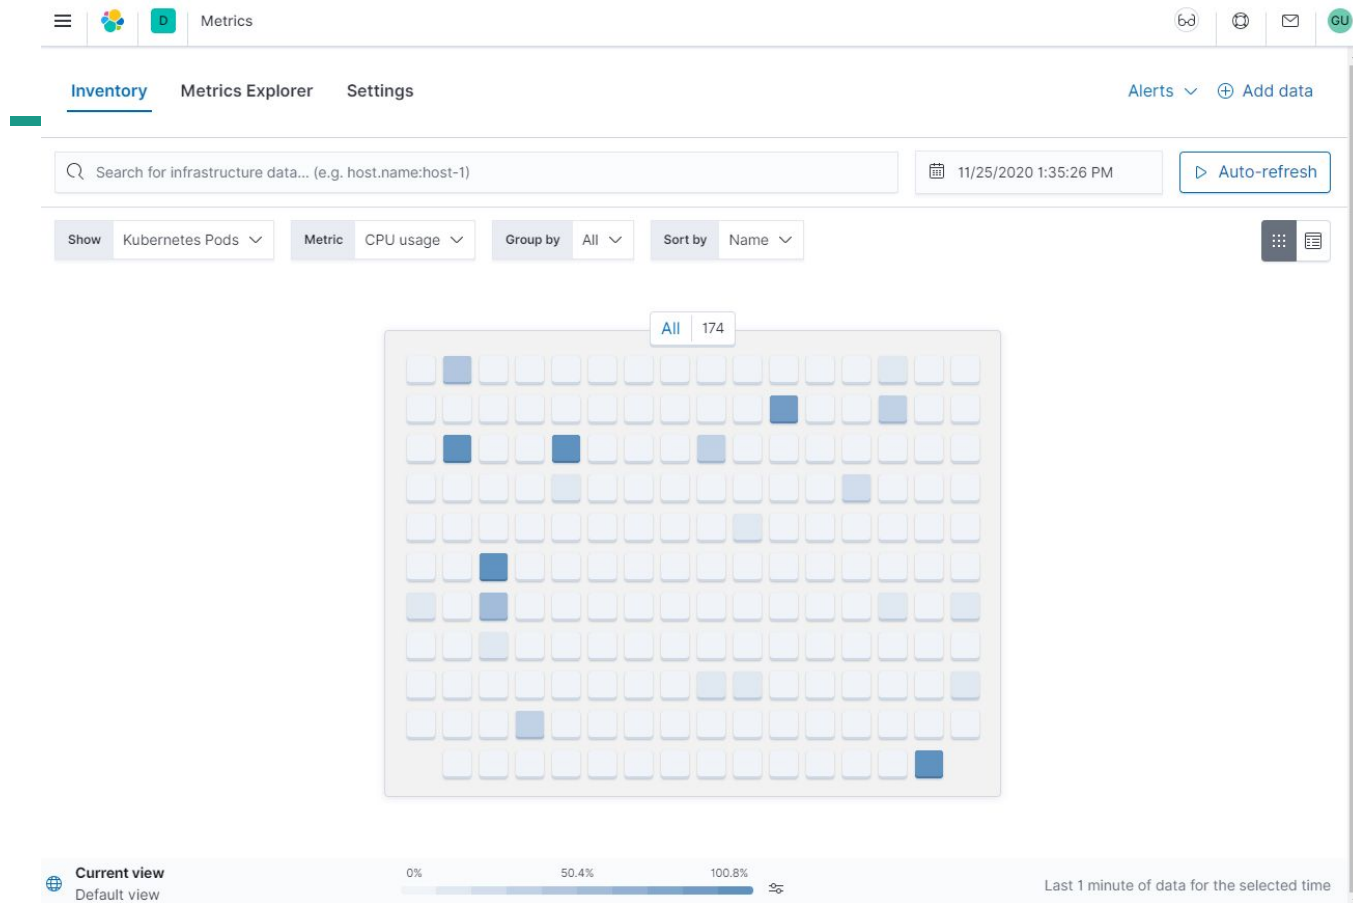 D Metrics GU
Inventory Metrics Explorer Settings Alerts Add data
Search for infrastructure data... (e.g. host.name:host-1) 11/25/2020 1:35:26 PM Auto-refresh
Show Kubernetes Pods Metric CPU usage Group by All Sort by Name
All 174
Current view 0% 50.4% 100.8%
Default view Last 1 minute of data for the selected time